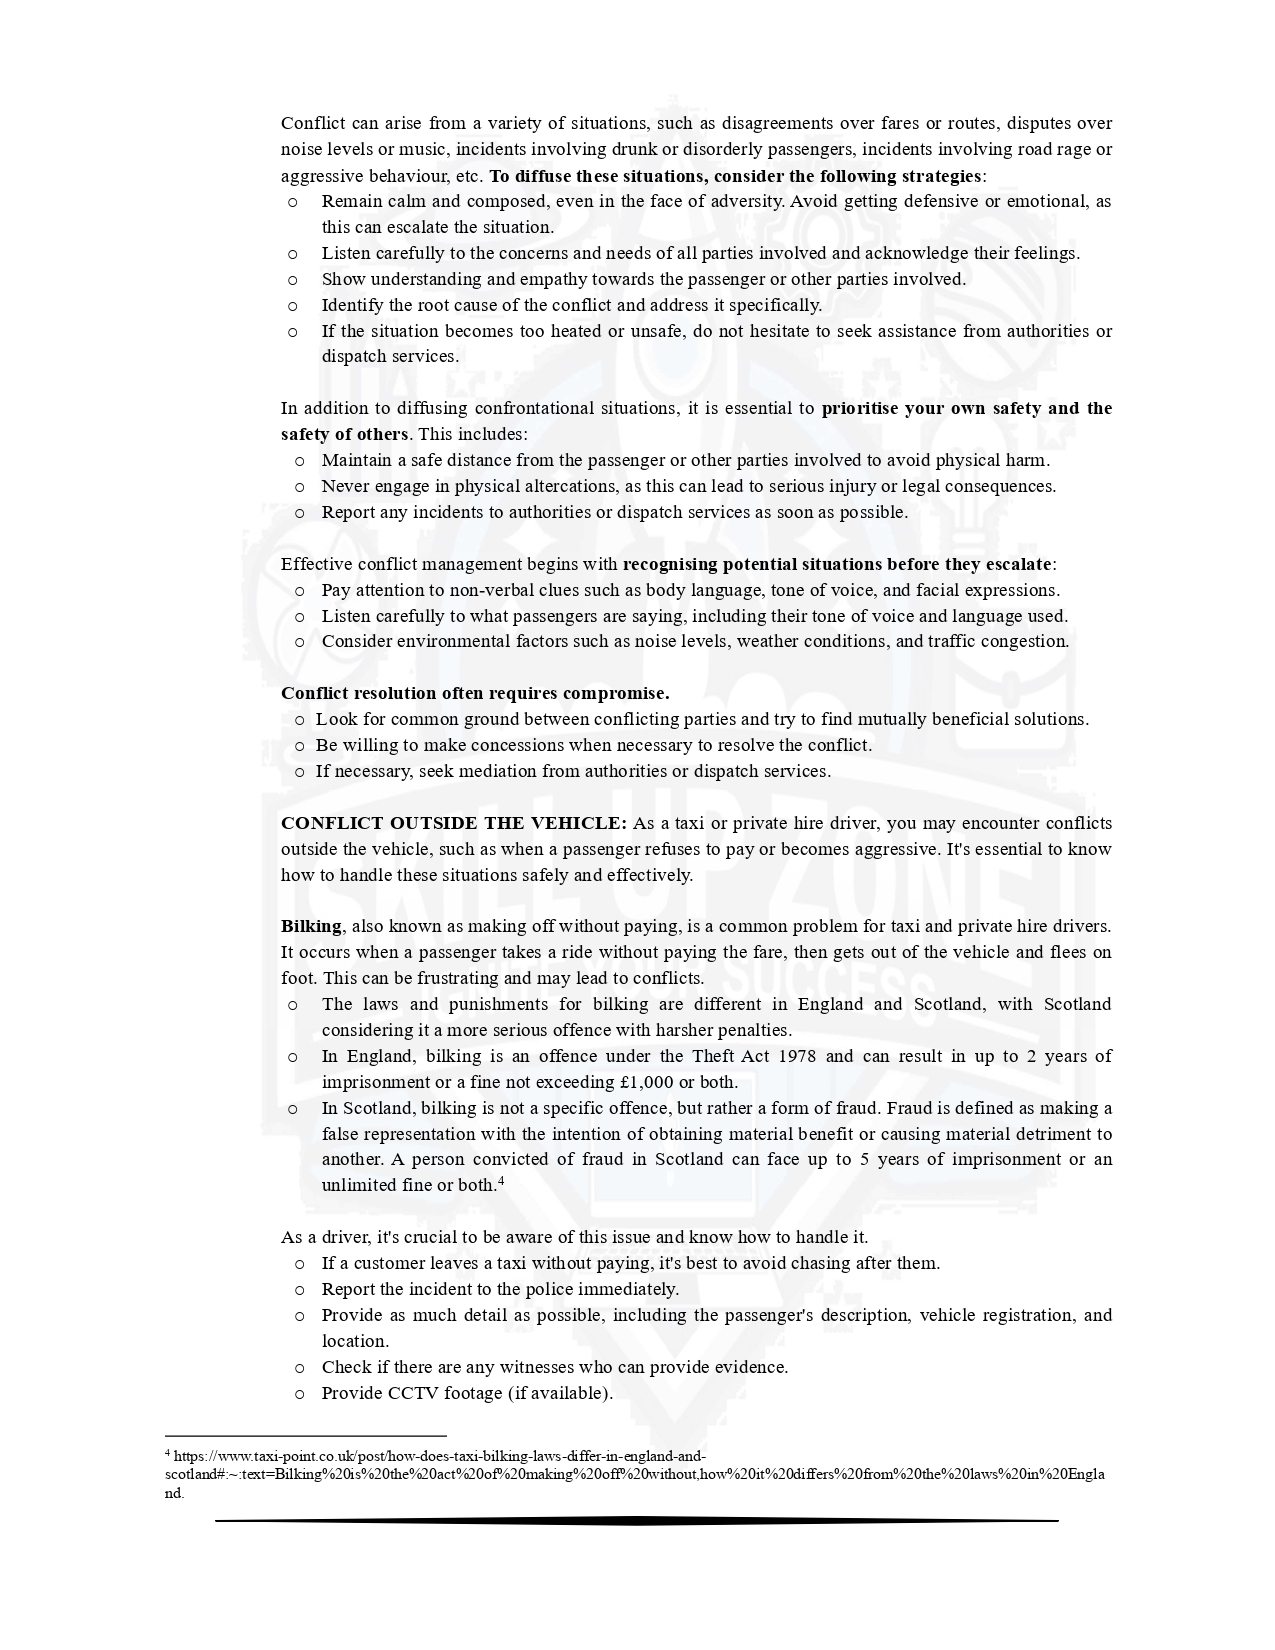 Conflict can arise from a variety of situations, such as disagreements over fares or routes, disputes over
noise levels or music, incidents involving drunk or disorderly passengers, incidents involving road rage or
aggressive behaviour, etc. To diffuse these situations, consider the following strategies:
o Remain calm and composed, even in the face of adversity. Avoid getting defensive or emotional, as
this can escalate the situation.
o Listen carefully to the concerns and needs of all parties involved and acknowledge their feelings.
o Show understanding and empathy towards the passenger or other parties involved.
o Identify the root cause of the conflict and address it specifically.
o If the situation becomes too heated or unsafe, do not hesitate to seek assistance from authorities or
dispatch services.
In addition to diffusing confrontational situations, it is essential to prioritise your own safety and the
safety of others. This includes:
o Maintain a safe distance from the passenger or other parties involved to avoid physical harm.
o Never engage in physical altercations, as this can lead to serious injury or legal consequences.
o Report any incidents to authorities or dispatch services as soon as possible.
Effective conflict management begins with recognising potential situations before they escalate:
o Pay attention to non-verbal clues such as body language, tone of voice, and facial expressions.
o Listen carefully to what passengers are saying, including their tone of voice and language used.
o Consider environmental factors such as noise levels, weather conditions, and traffic congestion.
Conflict resolution often requires compromise.
o Look for common ground between conflicting parties and try to find mutually beneficial solutions.
o Be willing to make concessions when necessary to resolve the conflict.
o If necessary, seek mediation from authorities or dispatch services.
CONFLICT OUTSIDE THE VEHICLE: As a taxi or private hire driver, you may encounter conflicts
outside the vehicle, such as when a passenger refuses to pay or becomes aggressive. It's essential to know
how to handle these situations safely and effectively.
SKILL UP ZONE
Bilking, also known as making off without paying, is a common problem for taxi and private hire drivers.
It occurs when a passenger takes a ride without paying the fare, then gets out of the vehicle and flees on
foot. This can be frustrating and may lead to conflicts.
SUCCESS
o The laws and punishments for bilking are different in England and Scotland, with Scotland
considering it a more serious offence with harsher penalties.
o In England, bilking is an offence under the Theft Act 1978 and can result in up to 2 years of
imprisonment or a fine not exceeding £1,000 or both.
o In Scotland, bilking is not a specific offence, but rather a form of fraud. Fraud is defined as making a
false representation with the intention of obtaining material benefit or causing material detriment to
another. A person convicted of fraud in Scotland can face up to 5 years of imprisonment or an
unlimited fine or both.4
As a driver, it's crucial to be aware of this issue and know how to handle it.
o If a customer leaves a taxi without paying, it's best to avoid chasing after them.
o Report the incident to the police immediately.
o Provide as much detail as possible, including the passenger's description, vehicle registration, and
location.
o Check if there are any witnesses who can provide evidence.
o Provide CCTV footage (if available).
4 https://www.taxi-point.co.uk/post/how-does-taxi-bilking-laws-differ-in-england-and-
scotland#:~:text=Bilking%20is%20the%20act%20of%20making%20off%20without,how%20it%20differs%20from%20the%20laws%20in%20Engla
nd.